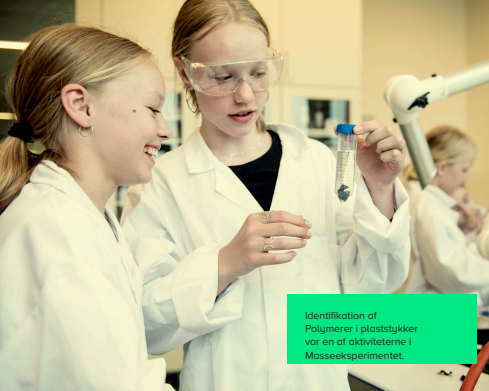 Identifikation af
Polymerer i plaststykker
var en af aktiviteterne i
Masseeksperimentet.